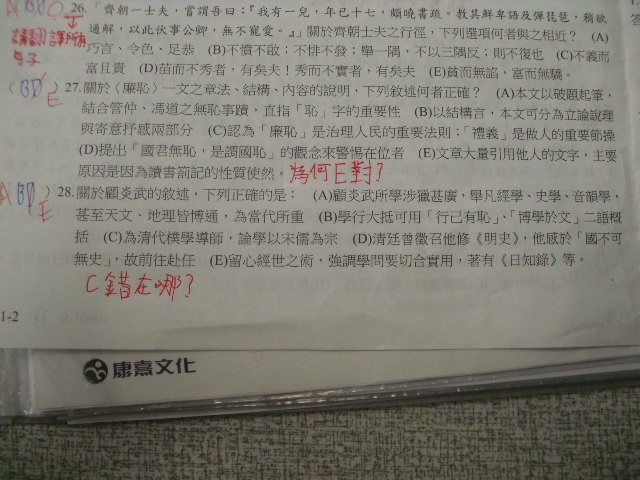 26.「齊朝一士夫，嘗謂吾曰：『我有一兒，年已十七，頗曉書疏。教其鮮卑語及彈琵琶，稍欲
通解，以此伏事公卿，無不寵愛。』」關於齊朝士夫之行徑，下列選項何者與之相近？ (A)
巧言、令色、足恭 (B)不憤不啟；不悱不發；舉一隅，不以三隅反；則不復也 (C)不義而
富且貴 (D)苗而不秀者，有矣夫！秀而不實者，有矣夫 (E)貧而無諂，富而無驕。
27.關於〈廉恥〉一文之章法、結構、內容的說明，下列敘述何者正確？ (A)本文以破題起筆，
結合管仲、馮道之無恥事蹟，直指「恥」字的重要性 (B)以結構言，本文可分為立論說理
與寄意抒感兩部分 (C)認為「廉恥」是治理人民的重要法則；「禮義」是做人的重要節操
(D)提出「國君無恥，是謂國恥」的觀念來警惕在位者 (E)文章大量引用他人的文字，主要
原因是因為讀書箚記的性質使然。為何E對？
28.關於顧炎武的敘述，下列正確的是： (A)顧炎武所學涉獵甚廣，舉凡經學、史學、音韻學，
甚至天文、地理皆博通，為當代所重 (B)學行大抵可用「行己有恥」、「博學於文」二語概
括 (C)為清代樸學導師，論學以宋儒為宗 (D)清廷曾徵召他修《明史》，他感於「國不可
無史」，故前往赴任 (E)留心經世之術，強調學問要切合實用，著有《日知錄》等。
C錯在哪？
1-2
康熹文化